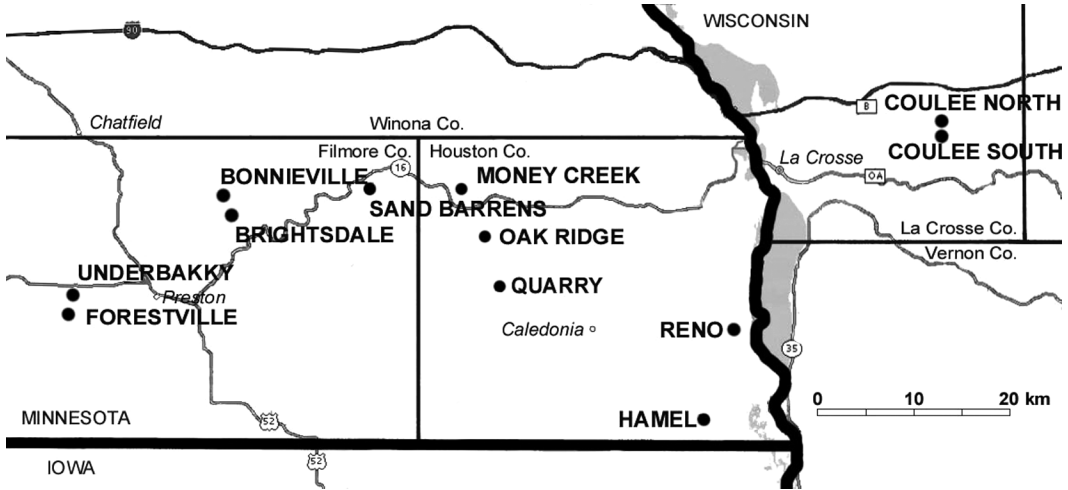 WISCONSIN
90
B
COULEE NORTH
Chatfield
Winona Co.
COULEE SOUTH
Filmore Co.
Houston Co.
La Crosse
16
OA
BONNIEVILLE
MONEY CREEK
SAND BARRENS
BRIGHTSDALE
OAK RIDGE
La Crosse Co.
Vernon Co.
UNDERBAKKY
Preston
QUARRY
FORESTVILLE
Caledonia
RENO
35
0 10 20 km
MINNESOTA
52
HAMEL
IOWA
52